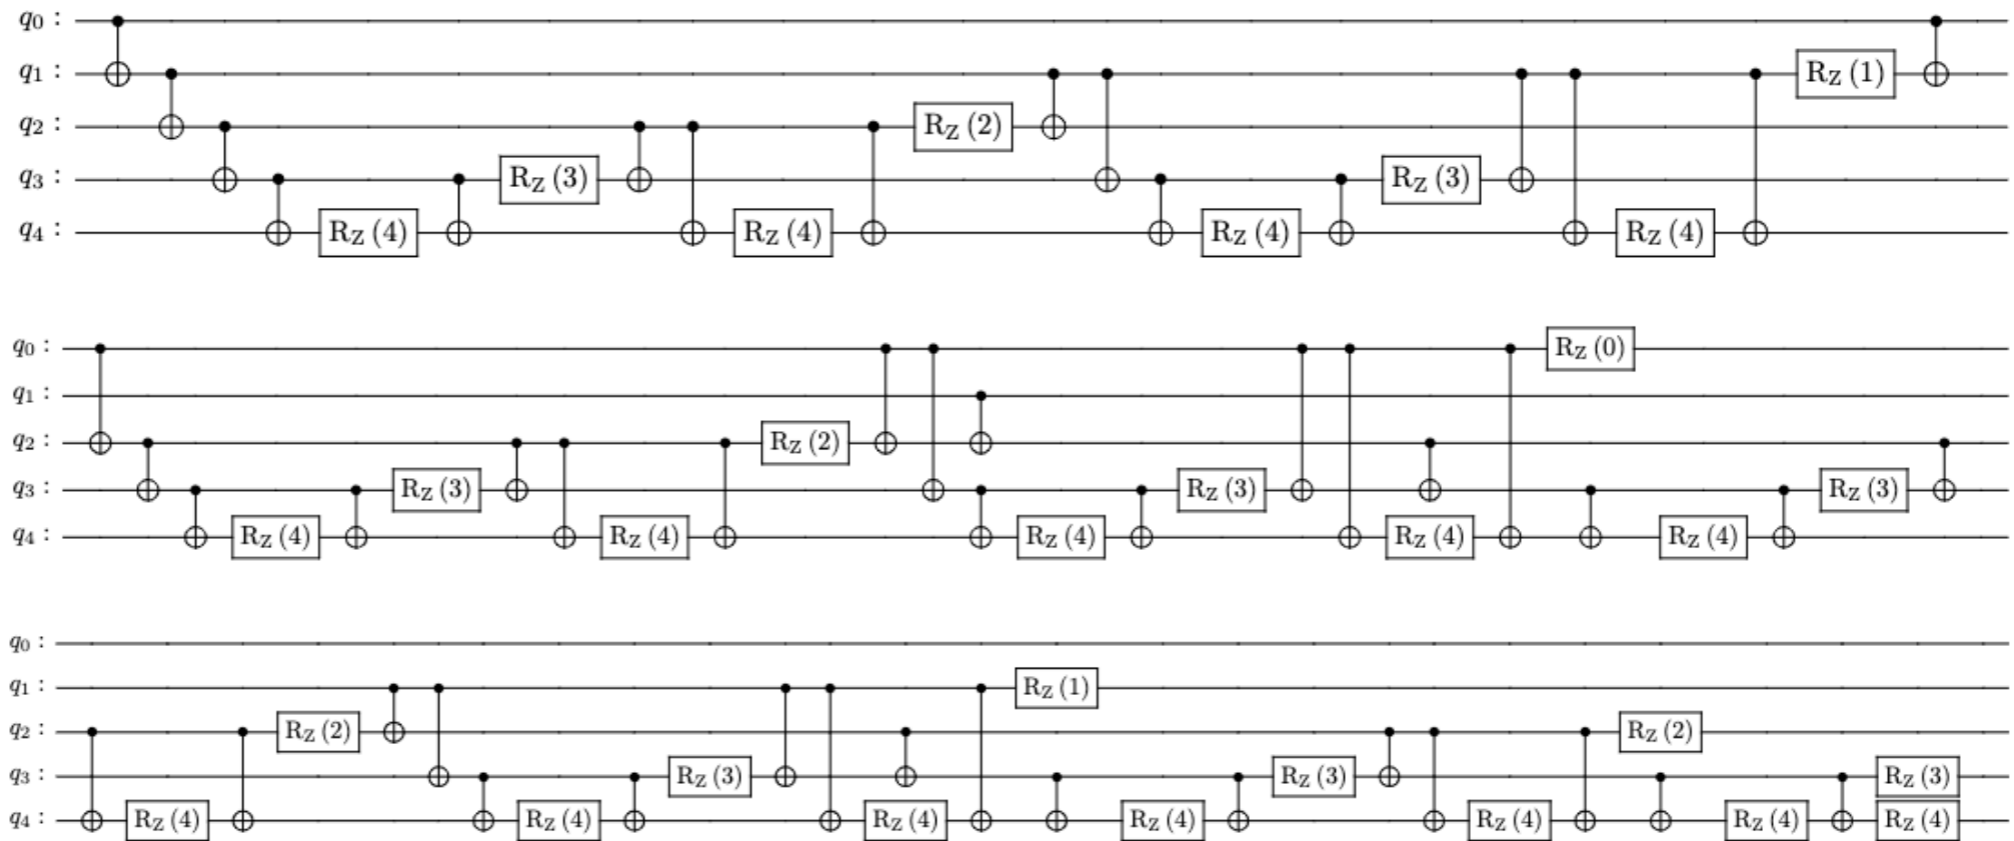 q0 :
q1 : RZ (1)
q2 : RZ (2)
q3 : RZ (3) RZ (3)
q4 : RZ (4) RZ (4) RZ (4) RZ (4)
q0 : RZ (0)
q1 :
q2 : RZ (2)
q3 : RZ (3) RZ (3) RZ (3)
q4 : RZ (4) RZ (4) RZ (4) RZ (4) RZ (4)
q0 :
q1 : RZ (1)
q2 : RZ (2) RZ (2)
q3 : RZ (3) RZ (3) RZ (3)
q4 : RZ (4) RZ (4) RZ (4) RZ (4) RZ (4) RZ (4) RZ (4)